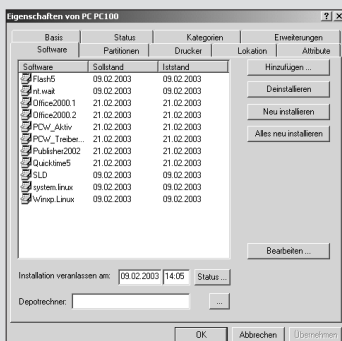 Eigenschaften von PC PC100
Basis Status Kategorien Erweiterungen
Software Partitionen Drucker Lokation Attribute
Software Sollstand Iststand
Flash5 09.02.2003 09.02.2003
nt.wait 09.02.2003 09.02.2003
Office2000.1 21.02.2003 21.02.2003
Office2000.2 21.02.2003 21.02.2003
PCW_Aktiv 21.02.2003 21.02.2003
PCW_Treiber... 21.02.2003 21.02.2003
Publisher2002 21.02.2003 21.02.2003
Quicktime5 21.02.2003 21.02.2003
SLD 09.02.2003 09.02.2003
system.linux 09.02.2003 09.02.2003
Winxp.Linux 09.02.2003 09.02.2003
Hinzufügen ...
Deinstallieren
Neu installieren
Alles neu installieren
Bearbeiten ...
Installation veranlassen am: 09.02.2003 14:05 Status ...
Depotrechner: ...
OK Abbrechen Übernehmen